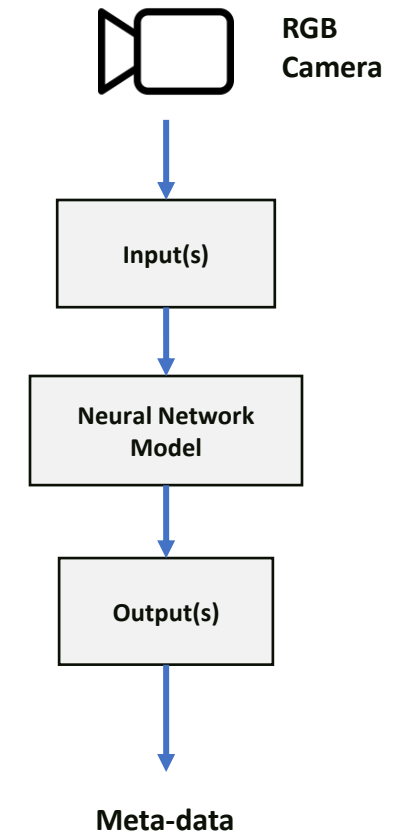 RGB
Camera
Input(s)
Neural Network
Model
Output(s)
Meta-data